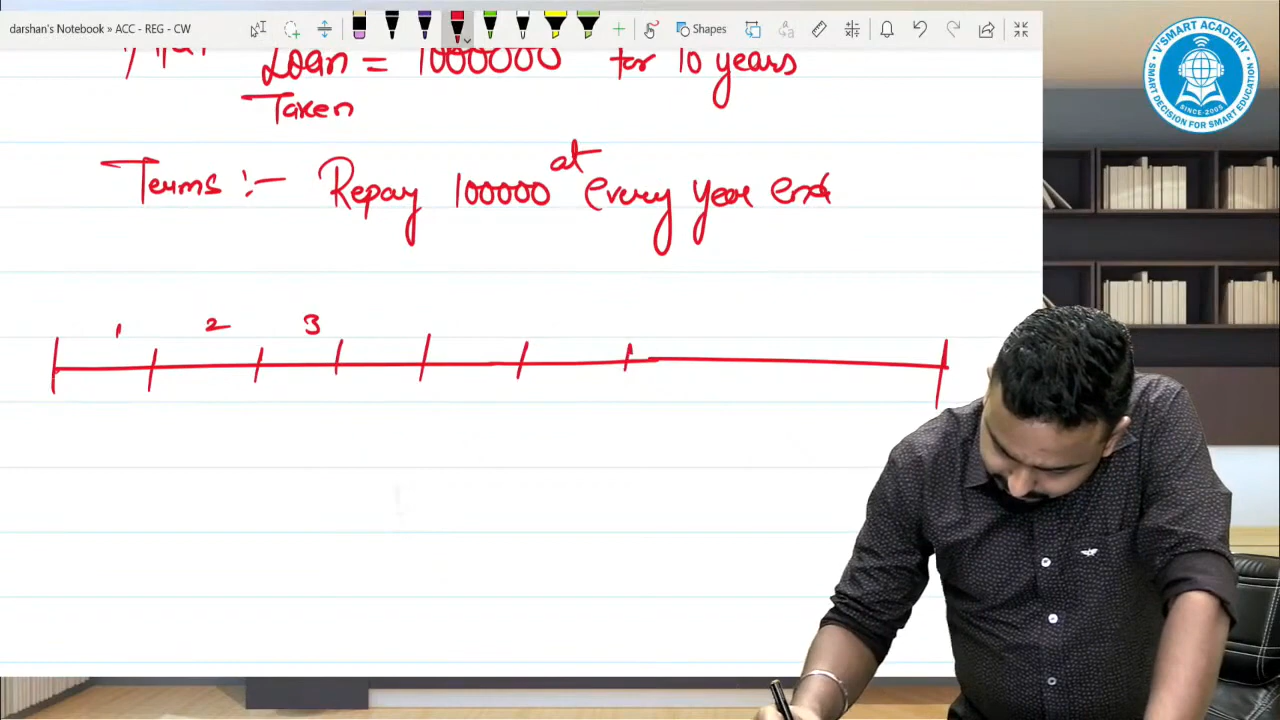 darshan's Notebook » ACC - REG - CW
Shapes
Loan = 1000000 for 10 years
Taken
Terms :- Repay 100000 at every year end
1 2 3
V'SMART ACADEMY
SINCE-2005
SMART DECISION FOR SMART EDUCATION